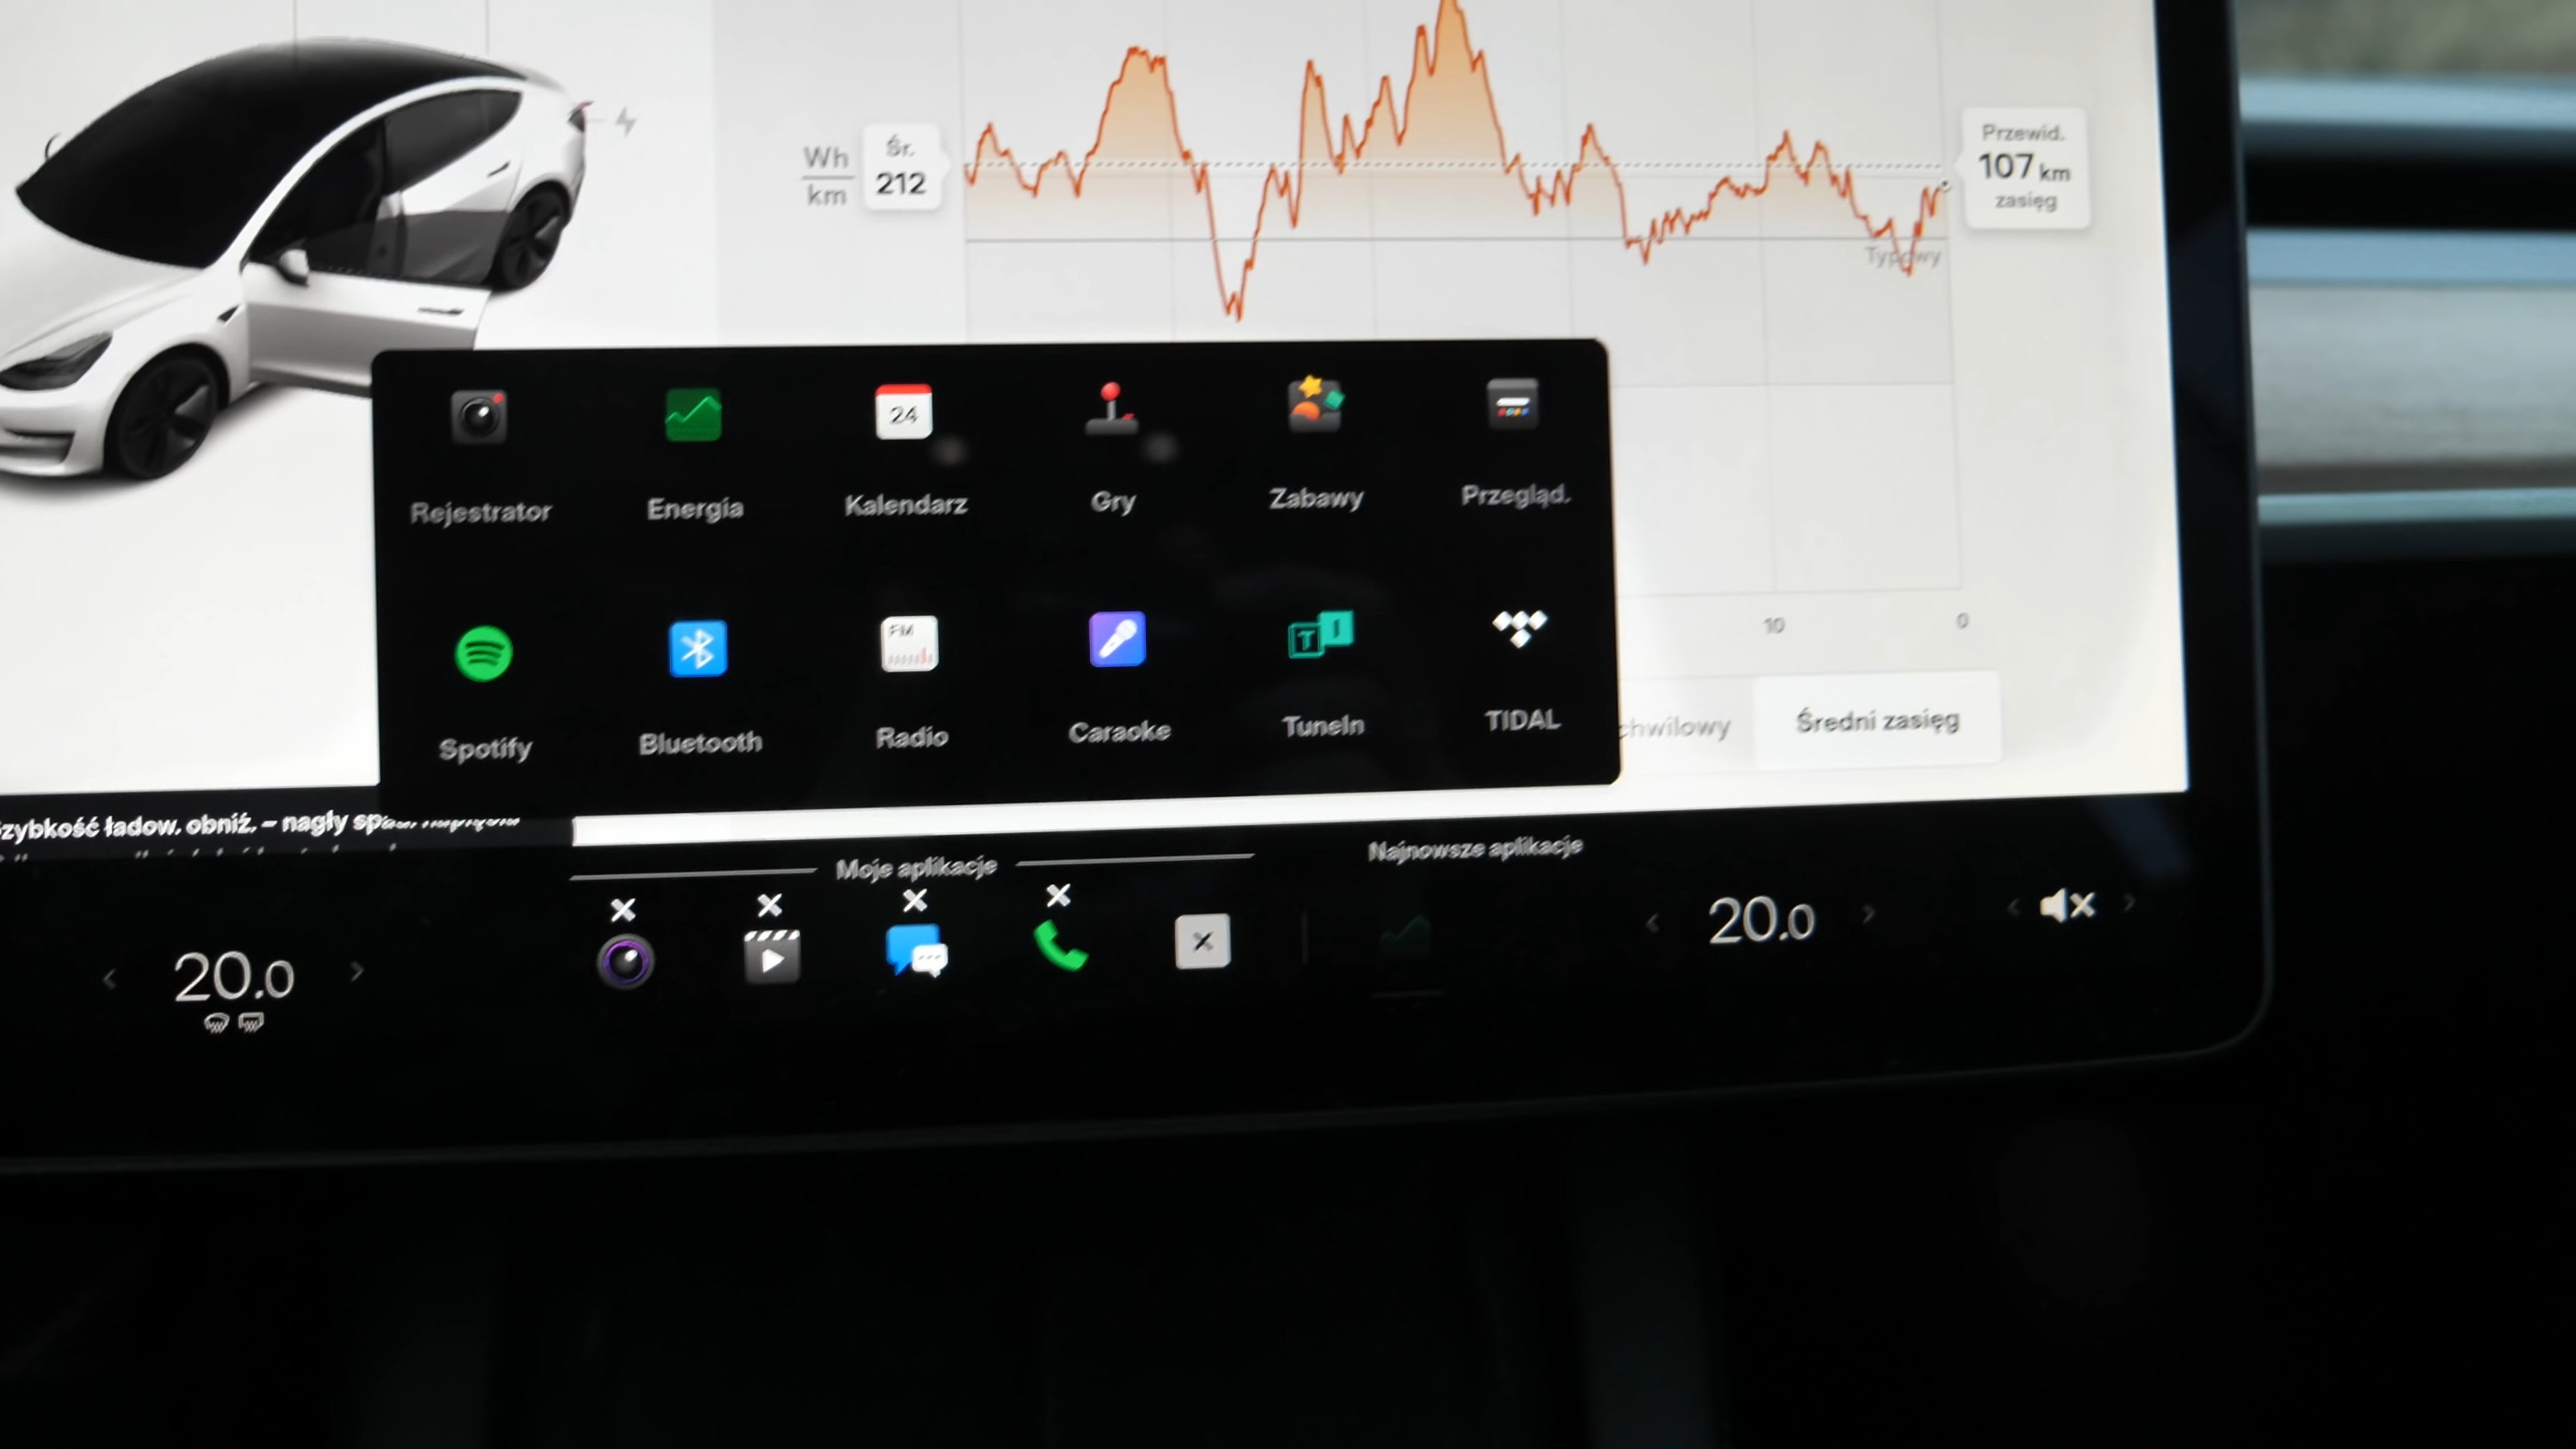 Wh
km
Śr.
212
Przewid.
107 km
zasięg
Typowy
24
Rejestrator
Energia
Kalendarz
Gry
Zabawy
Przegląd.
FM
Spotify
Bluetooth
Radio
Caraoke
TuneIn
TIDAL
10
0
chwilowy
Średni zasięg
zybkość ładow. obniż. – nagły
Moje aplikacje
Najnowsze aplikacje
20.0
20.0